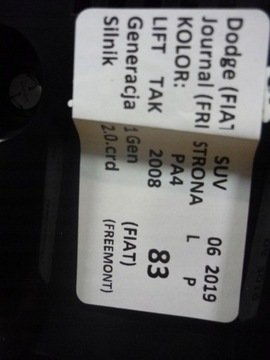 Dodge (FIAT
Journal (FRI SUV 06 2019
KOLOR: STRONA L P
LIFT TAK PA4
Generacja 2008 83
Silnik 1 Gen (FIAT)
2.0.crd (FREEMONT)